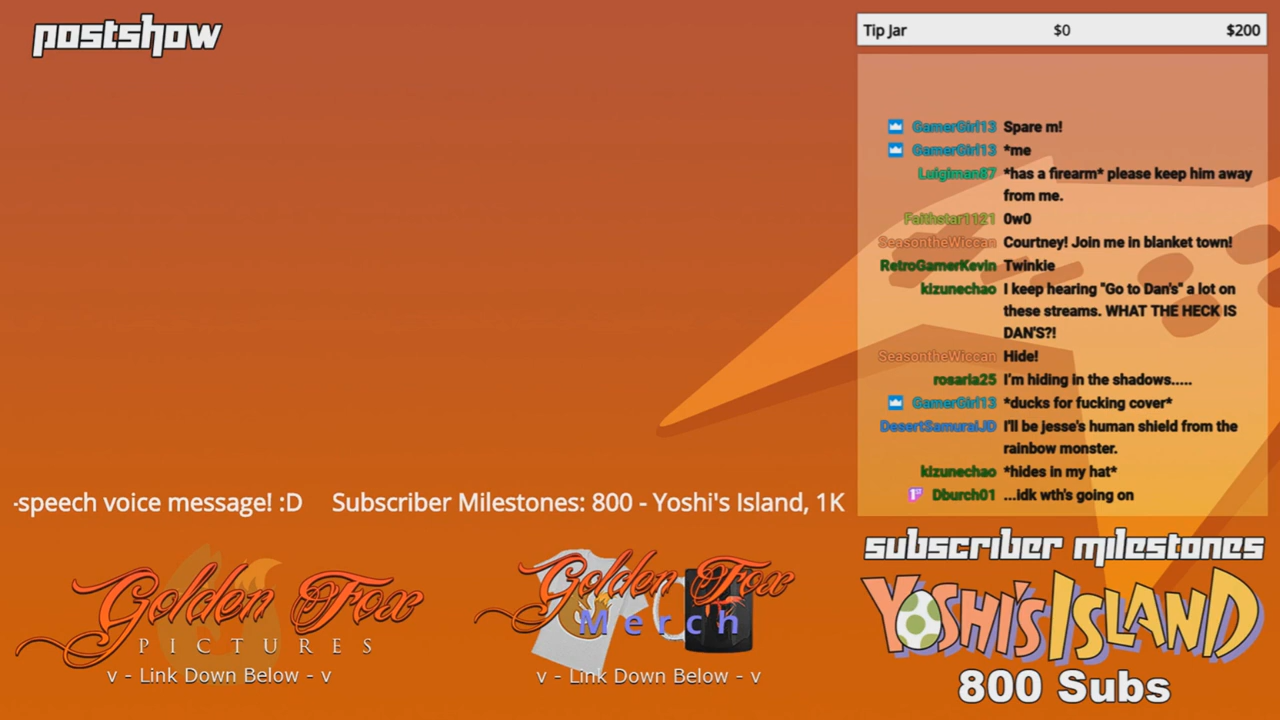 postshow
Tip Jar $0 $200
GamerGirl13 Spare m!
GamerGirl13 *me
Luigiman87 *has a firearm* please keep him away
from me.
Faithstar1121 0w0
SeasontheWiccan Courtney! Join me in blanket town!
RetroGamerKevin Twinkie
kizunechao I keep hearing "Go to Dan's" a lot on
these streams. WHAT THE HECK IS
DAN'S?!
SeasontheWiccan Hide!
rosaria25 I'm hiding in the shadows.....
GamerGirl13 *ducks for fucking cover*
DesertSamuraiJD I'll be jesse's human shield from the
rainbow monster.
kizunechao *hides in my hat*
Dburch01 ...idk wth's going on
-speech voice message! :D Subscriber Milestones: 800 - Yoshi's Island, 1K
Golden Fox
PICTURES
v - Link Down Below - v
Golden Fox
Merch
v - Link Down Below - v
subscriber milestones
YOSHI'S ISLAND
800 Subs